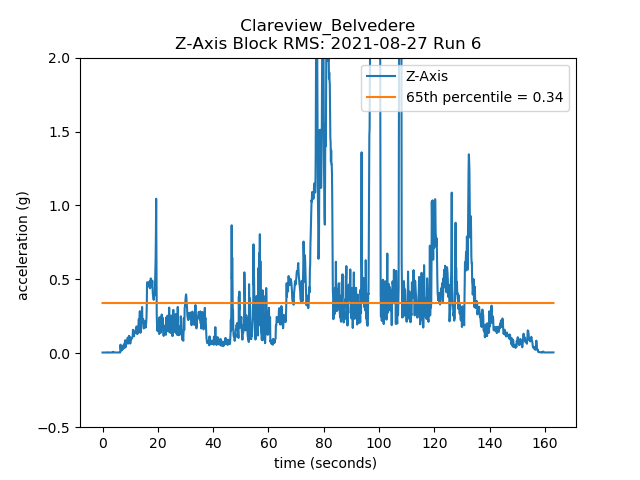 Clareview_Belvedere
Z-Axis Block RMS: 2021-08-27 Run 6
Z-Axis
65th percentile = 0.34
acceleration (g)
2.0
1.5
1.0
0.5
0.0
−0.5
0 20 40 60 80 100 120 140 160
time (seconds)